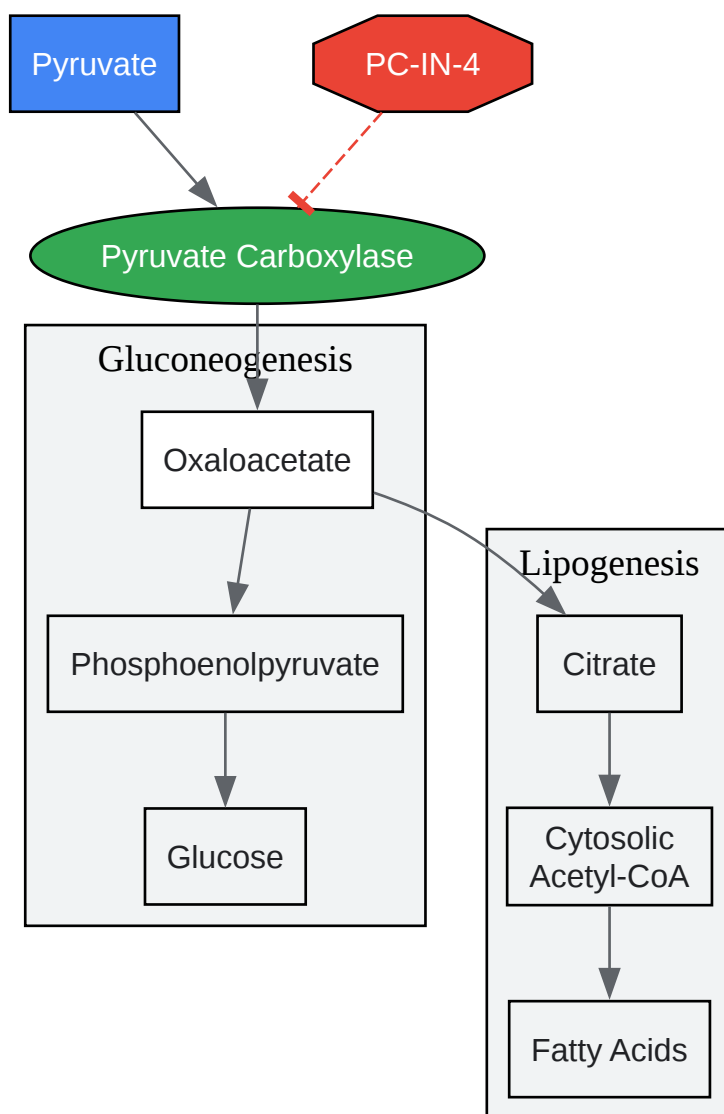 Pyruvate
PC-IN-4
Pyruvate Carboxylase
Gluconeogenesis
Oxaloacetate
Lipogenesis
Phosphoenolpyruvate
Citrate
Glucose
Cytosolic
Acetyl-CoA
Fatty Acids